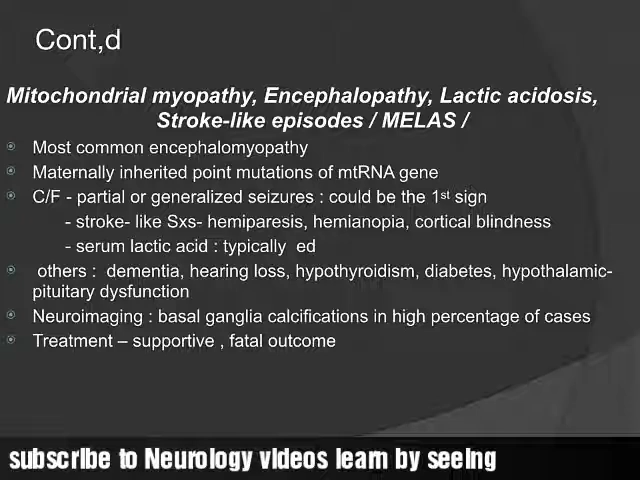 Cont,d
Mitochondrial myopathy, Encephalopathy, Lactic acidosis,
Stroke-like episodes / MELAS /
Most common encephalomyopathy
Maternally inherited point mutations of mtRNA gene
C/F - partial or generalized seizures : could be the 1st sign
- stroke- like Sxs- hemiparesis, hemianopia, cortical blindness
- serum lactic acid : typically ed
others : dementia, hearing loss, hypothyroidism, diabetes, hypothalamic-
pituitary dysfunction
Neuroimaging : basal ganglia calcifications in high percentage of cases
Treatment – supportive , fatal outcome
subscribe to Neurology videos learn by seeing